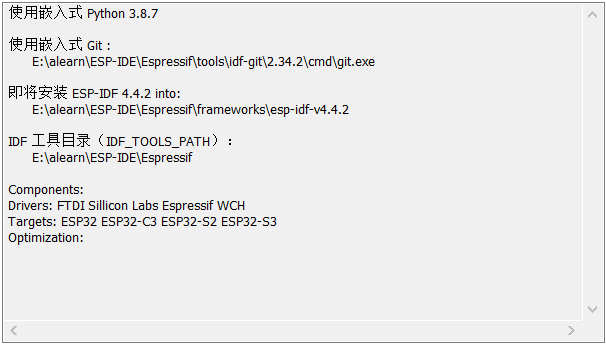 使用嵌入式 Python 3.8.7
使用嵌入式 Git：
E:\alearn\ESP-IDE\Espressif\tools\idf-git\2.34.2\cmd\git.exe
即将安装 ESP-IDF 4.4.2 into:
E:\alearn\ESP-IDE\Espressif\frameworks\esp-idf-v4.4.2
IDF 工具目录（IDF_TOOLS_PATH）：
E:\alearn\ESP-IDE\Espressif
Components:
Drivers: FTDI Sillicon Labs Espressif WCH
Targets: ESP32 ESP32-C3 ESP32-S2 ESP32-S3
Optimization: